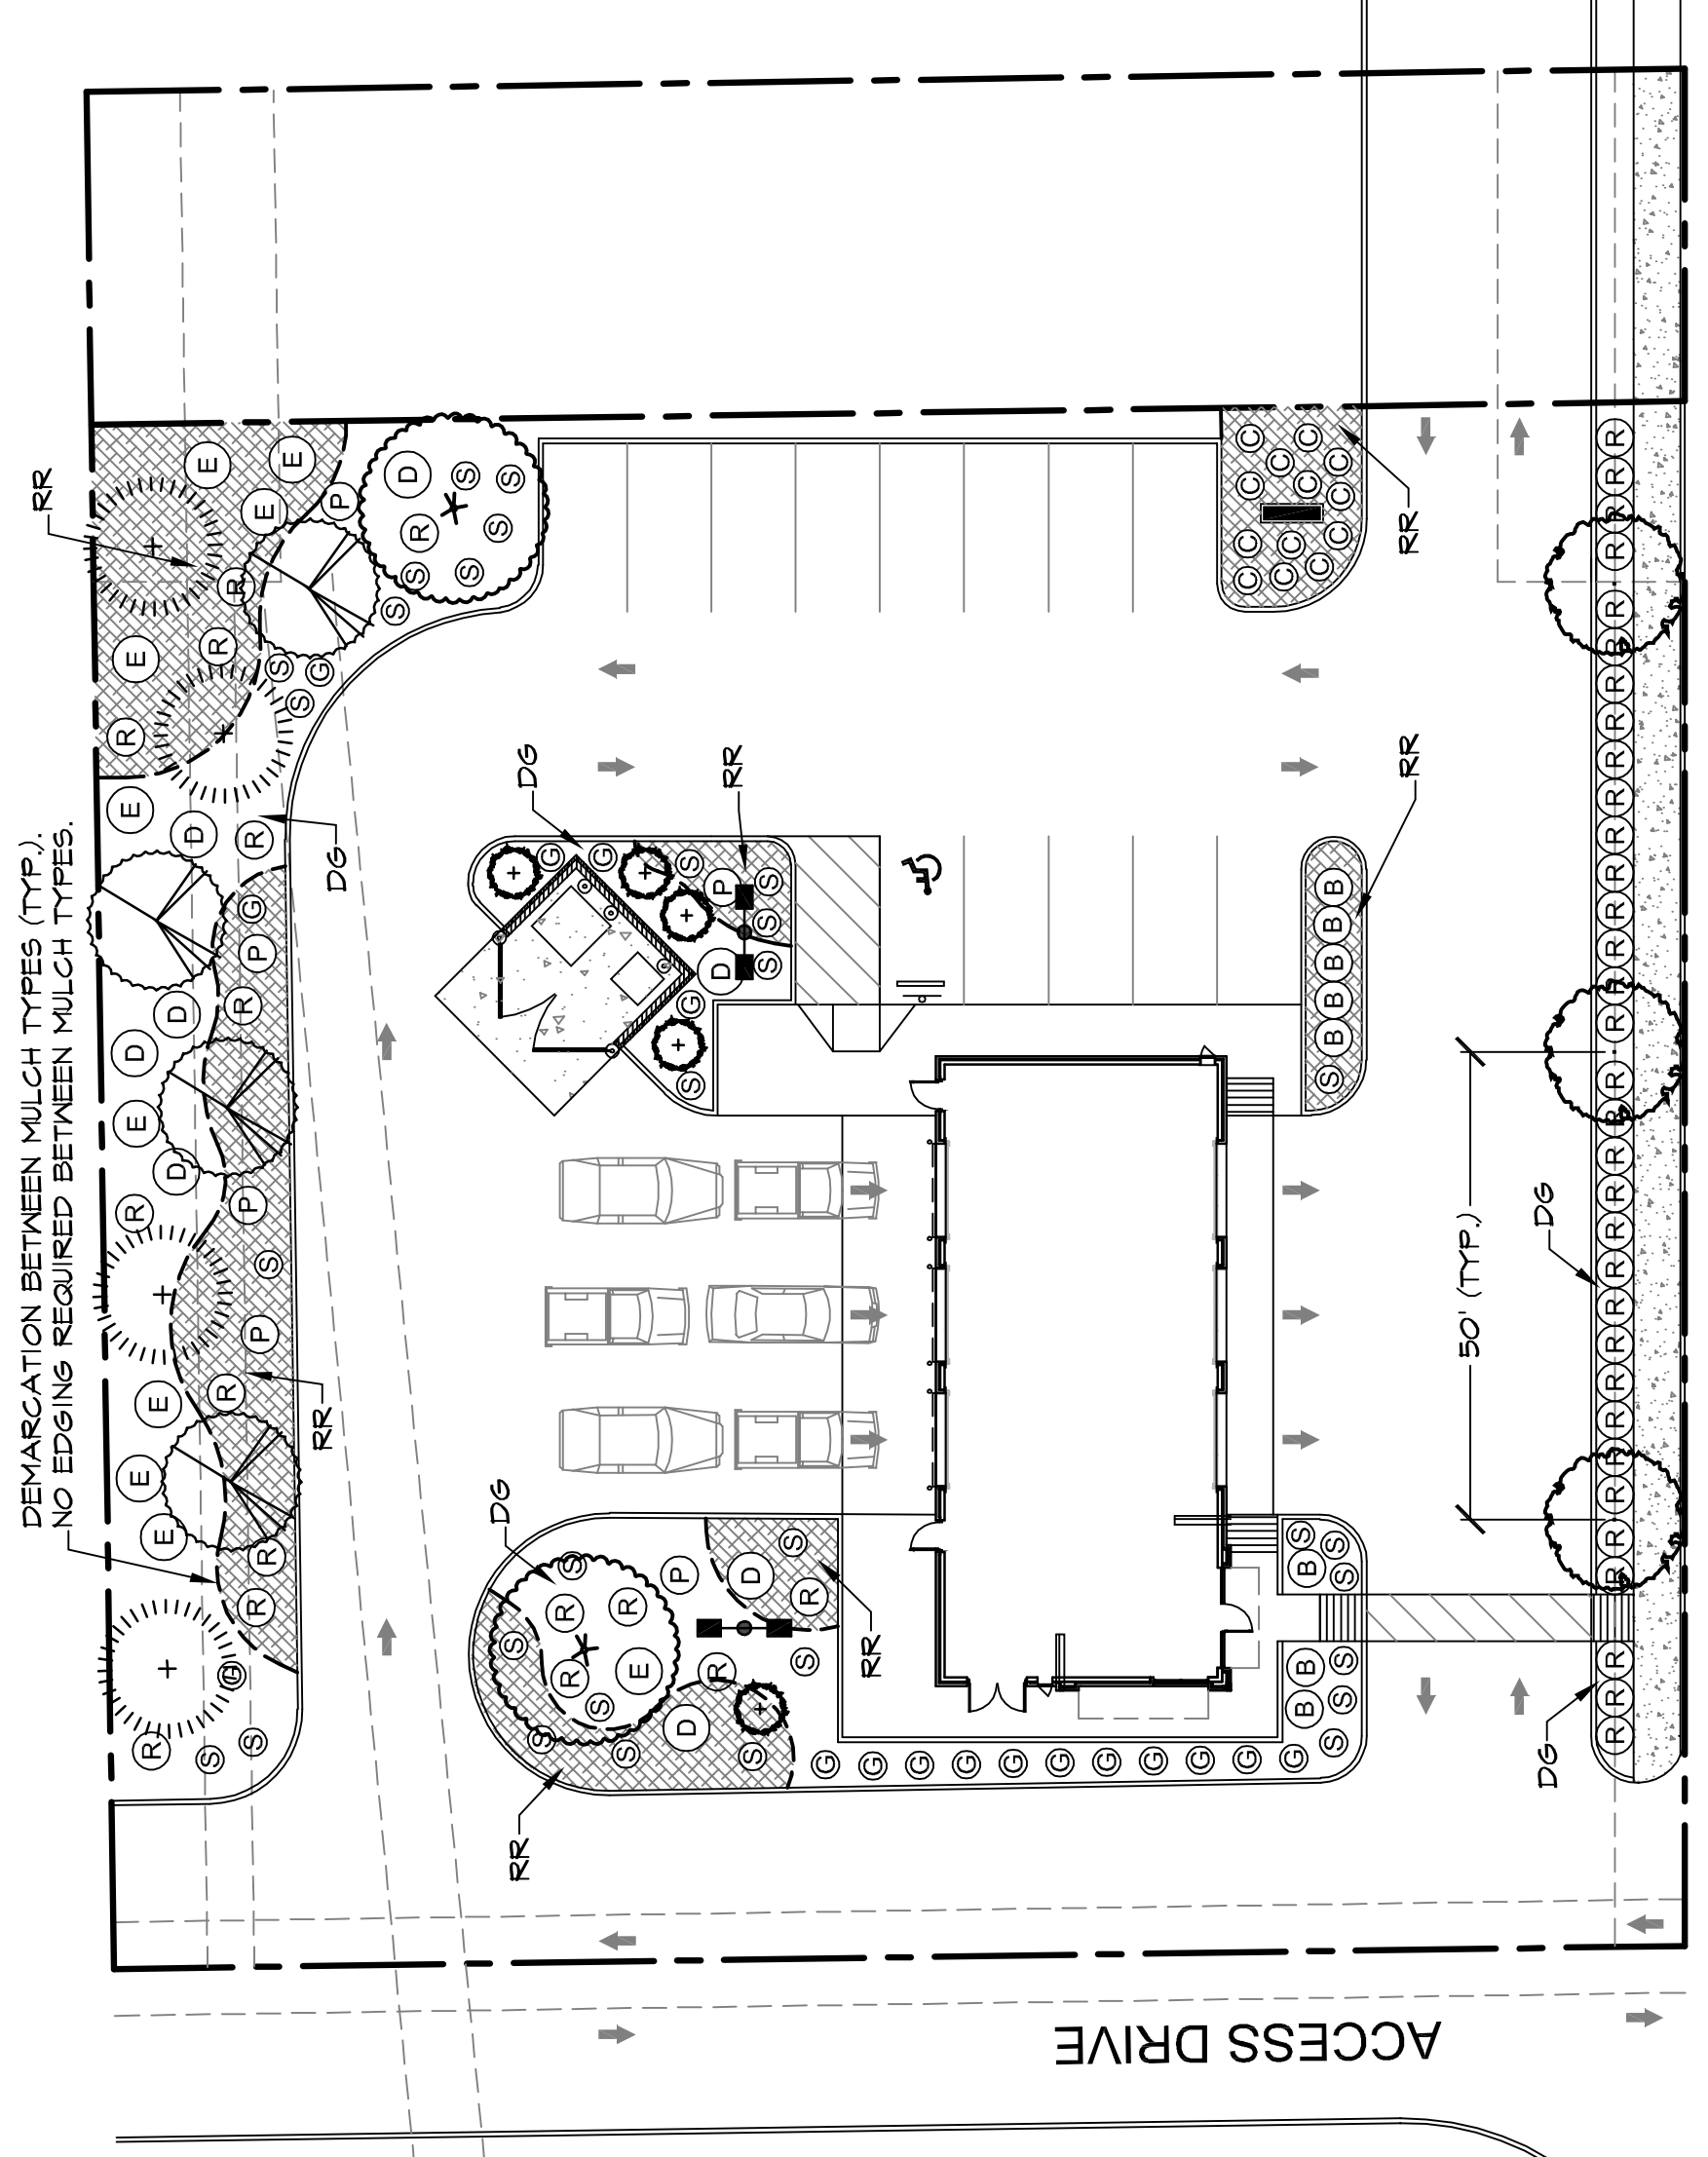 DEMARCATION BETWEEN MULCH TYPES (TYP.).
NO EDGING REQUIRED BETWEEN MULCH TYPES.
RR
E E E P
R R E R
S G S S
D S S R S S S
E D R
DG
G P R D D E D R P S P R E E E R R
RR
G R S S
C C C C C C C C C C C C C
RR
DG
G G S P S S S D G S
RR
B B B B B S
RR
DG
S R R P D S R S R E S R S S S D S
RR
RR
G G G G G G G G G G G
S S B S
B S B S S
R R R R
R R R R R R R R R R R R
R R R R R R R R R R R R
R R
R R R
50' (TYP.)
DG
DG
ACCESS DRIVE